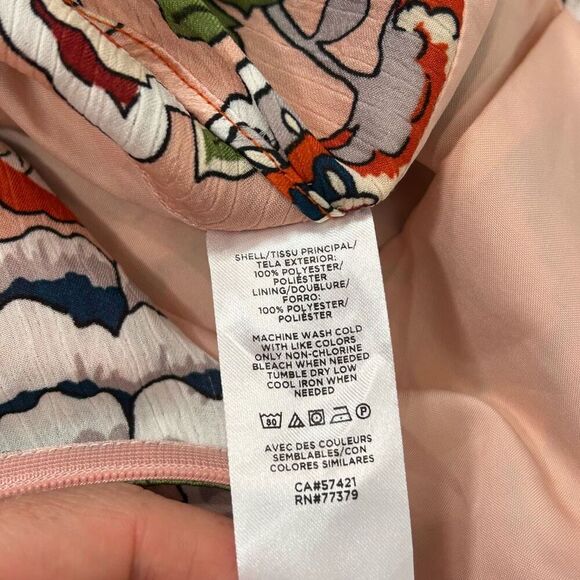 SHELL/TISSU PRINCIPAL/
TELA EXTERIOR:
100% POLYESTER/
POLIÉSTER
LINING/DOUBLURE/
FORRO:
100% POLYESTER/
POLIÉSTER
MACHINE WASH COLD
WITH LIKE COLORS
ONLY NON-CHLORINE
BLEACH WHEN NEEDED
TUMBLE DRY LOW
COOL IRON WHEN
NEEDED
30 P
AVEC DES COULEURS
SEMBLABLES/CON
COLORES SIMILARES
CA#57421
RN#77379